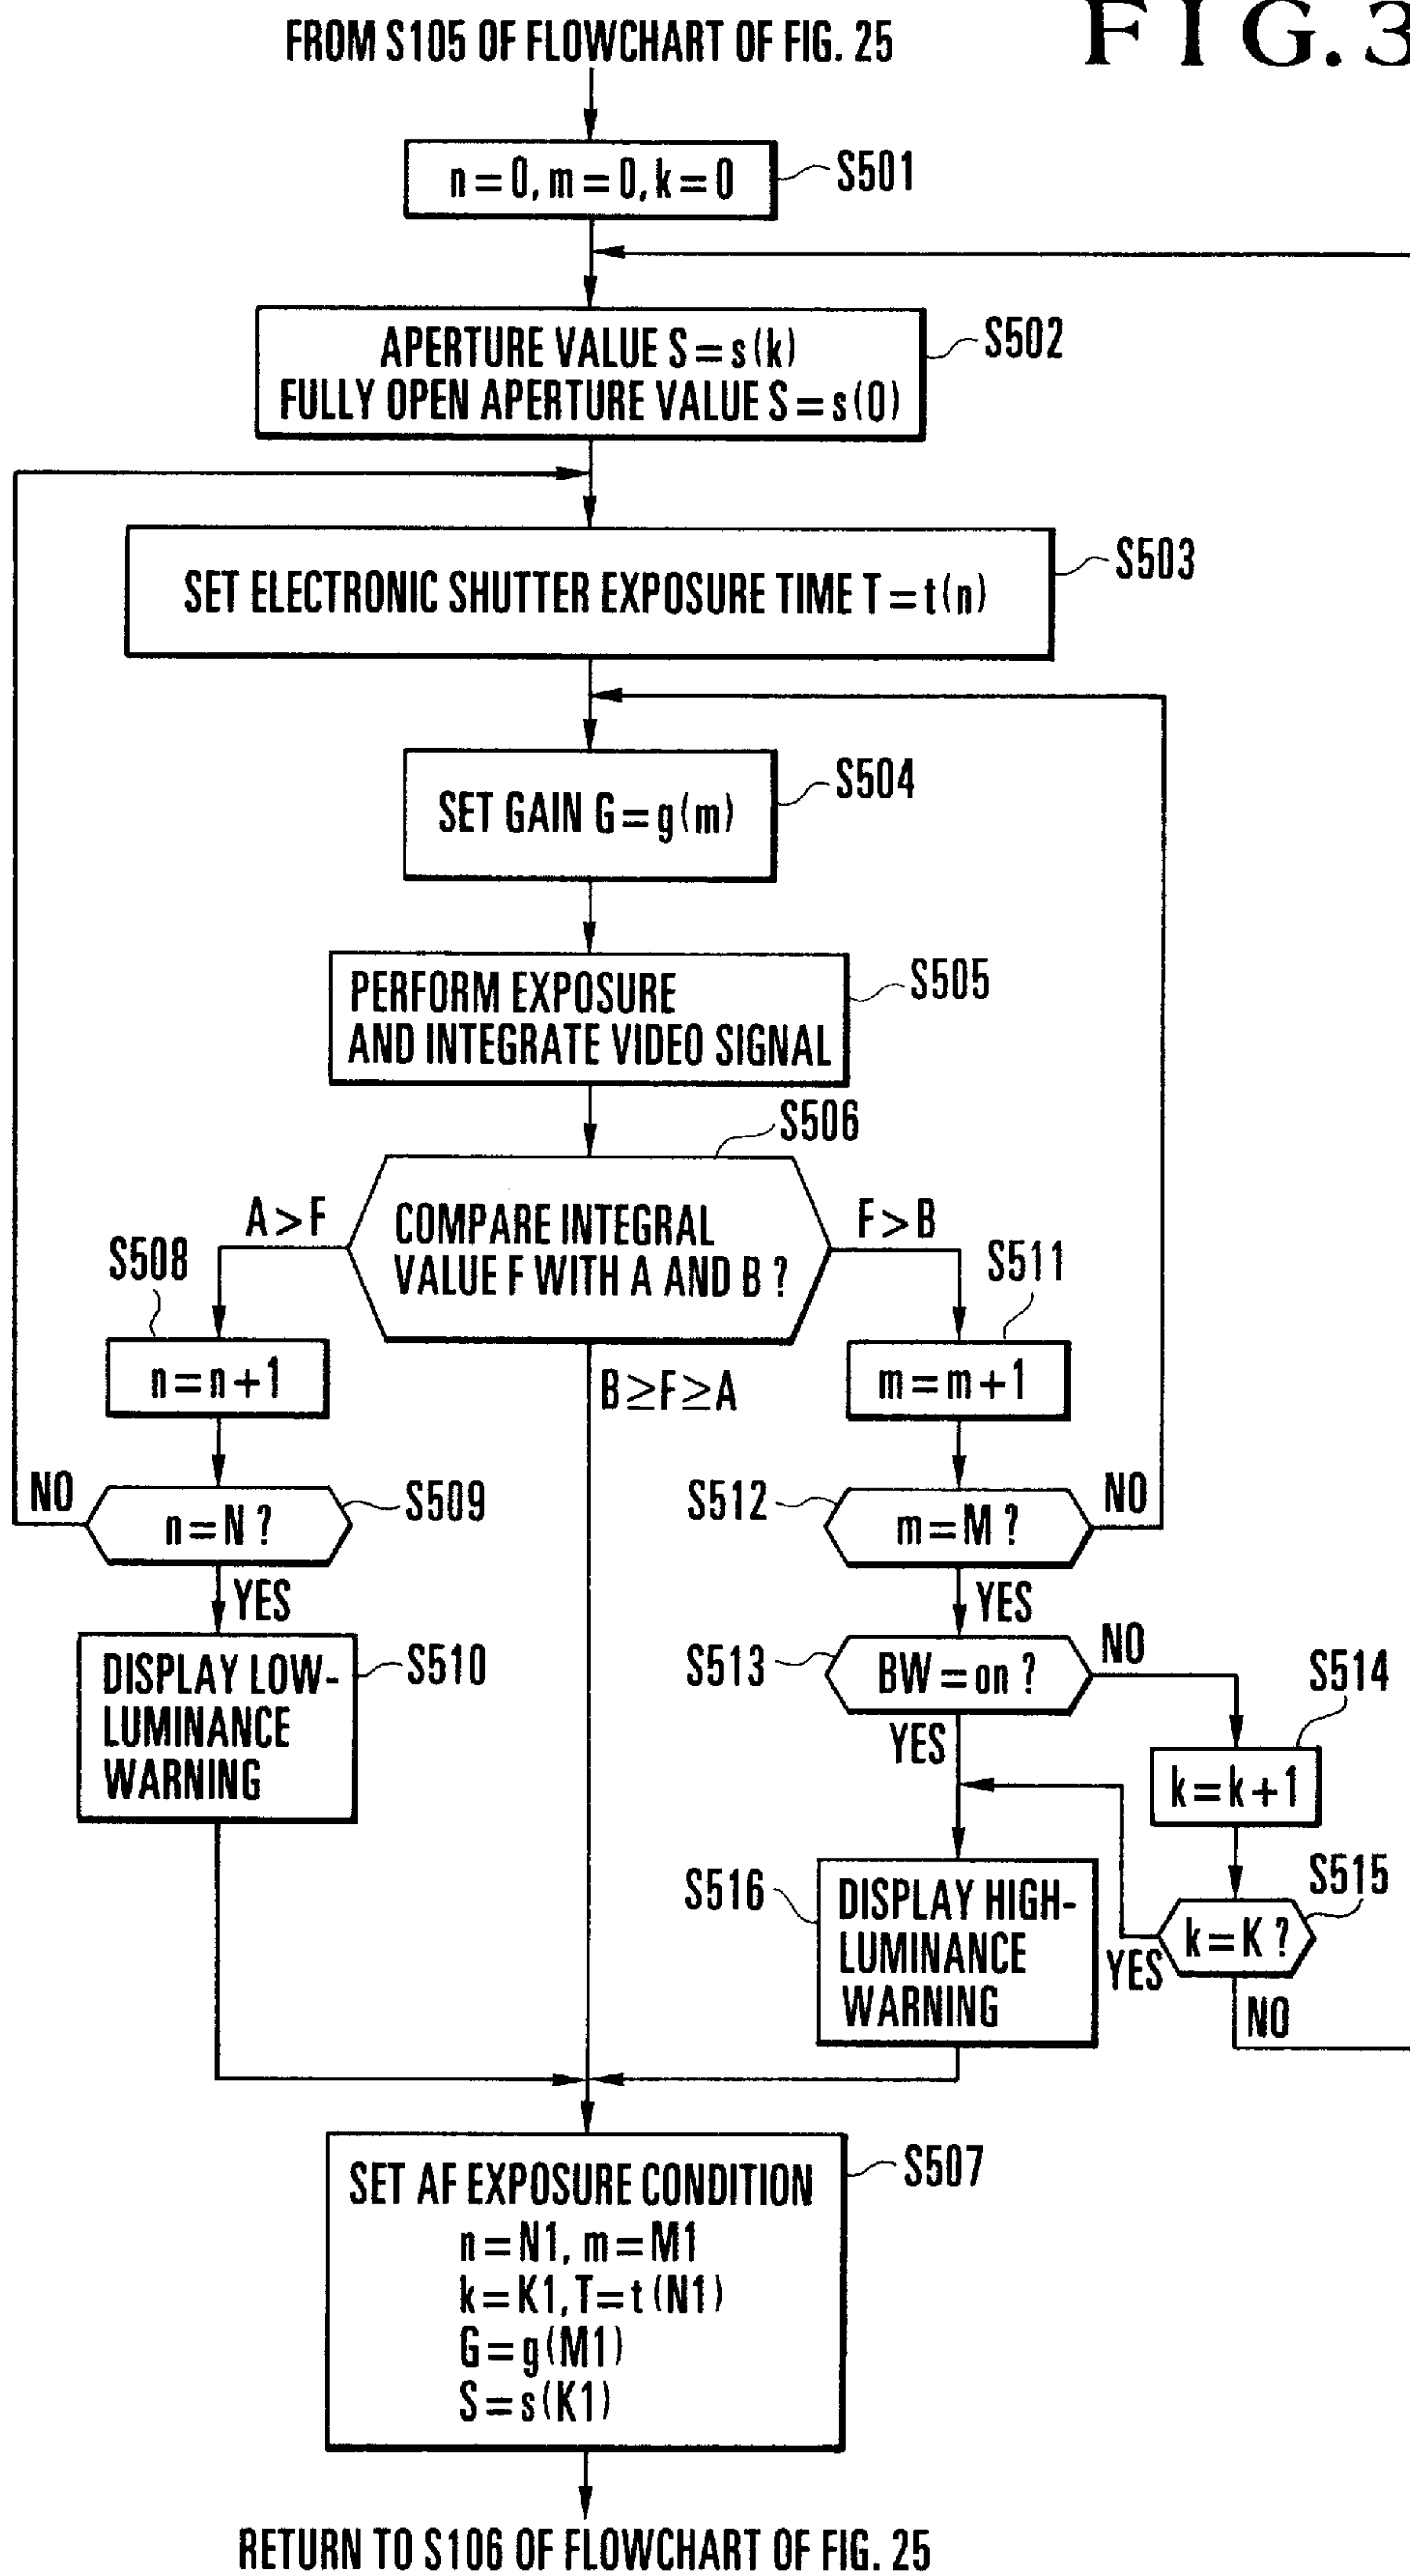 FROM S105 OF FLOWCHART OF FIG. 25
FIG. 3
n=0, m=0, k=0
S501
APERTURE VALUE S=s(k)
FULLY OPEN APERTURE VALUE S=s(0)
S502
SET ELECTRONIC SHUTTER EXPOSURE TIME T=t(n)
S503
SET GAIN G=g(m)
S504
PERFORM EXPOSURE
AND INTEGRATE VIDEO SIGNAL
S505
S506
COMPARE INTEGRAL
VALUE F WITH A AND B ?
A>F
F>B
B≥F≥A
S508
n=n+1
S511
m=m+1
NO
n=N ?
S509
YES
S512
m=M ?
NO
YES
DISPLAY LOW-
LUMINANCE
WARNING
S510
S513
BW=on ?
NO
YES
S514
k=k+1
S515
k=K ?
YES
NO
S516
DISPLAY HIGH-
LUMINANCE
WARNING
SET AF EXPOSURE CONDITION
n=N1, m=M1
k=K1, T=t(N1)
G=g(M1)
S=s(K1)
S507
RETURN TO S106 OF FLOWCHART OF FIG. 25